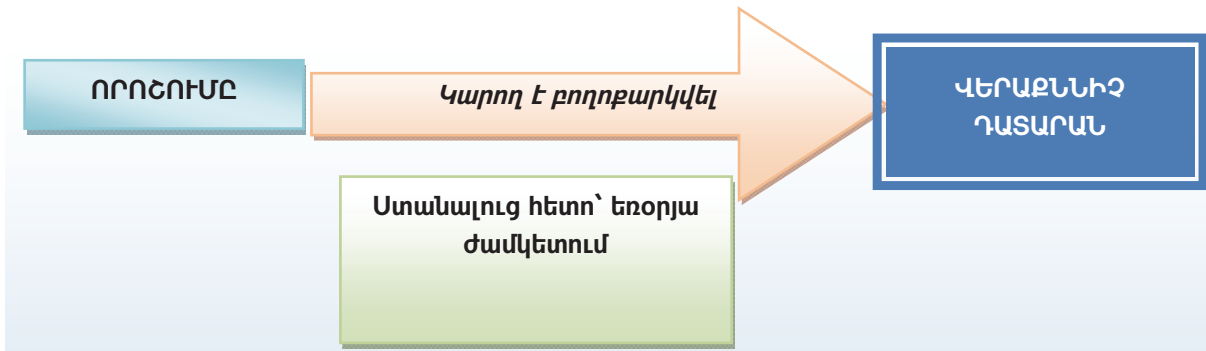 ՈՐՈՇՈՒՄԸ
Կարող է բողոքարկվել
ՎԵՐԱՔՆՆԻՉ
ԴԱՏԱՐԱՆ
Ստանալուց հետո՝ եռօրյա
ժամկետում